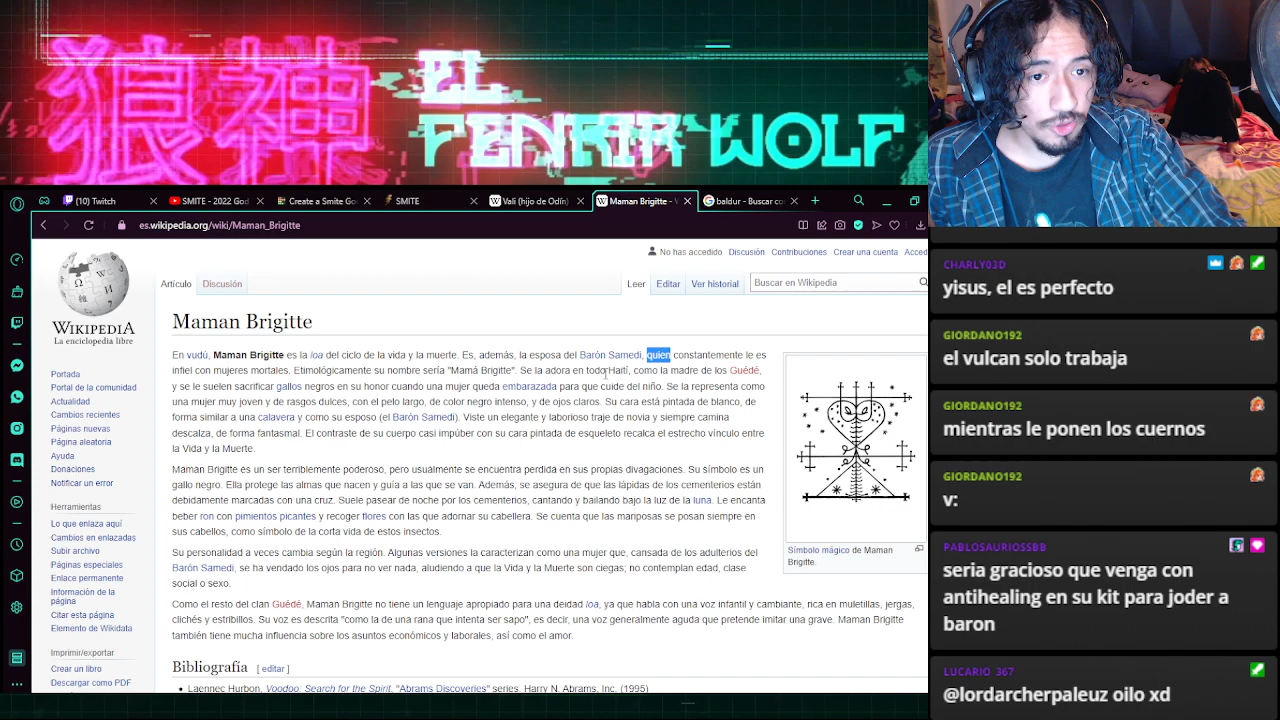 狼神
EL
FENRIR WOLF
(10) Twitch
SMITE - 2022 God
Create a Smite Go
SMITE
Vali (hijo de Odín)
Maman Brigitte - W
baldur - Buscar co
es.wikipedia.org/wiki/Maman_Brigitte
No has accedido Discusión Contribuciones Crear una cuenta Acced
WIKIPEDIA
La enciclopedia libre
Portada
Portal de la comunidad
Actualidad
Cambios recientes
Páginas nuevas
Página aleatoria
Ayuda
Donaciones
Notificar un error
Herramientas
Lo que enlaza aquí
Cambios en enlazadas
Subir archivo
Páginas especiales
Enlace permanente
Información de la
página
Citar esta página
Elemento de Wikidata
Imprimir/exportar
Crear un libro
Descargar como PDF
Artículo Discusión
Leer Editar Ver historial
Buscar en Wikipedia
Maman Brigitte
En vudú, Maman Brigitte es la loa del ciclo de la vida y la muerte. Es, además, la esposa del Barón Samedi, quien constantemente le es
infiel con mujeres mortales. Etimológicamente su nombre sería "Mamá Brigitte". Se la adora en todo Haití, como la madre de los Guédé,
y se le suelen sacrificar gallos negros en su honor cuando una mujer queda embarazada para que cuide del niño. Se la representa como
una mujer muy joven y de rasgos dulces, con el pelo largo, de color negro intenso, y de ojos claros. Su cara está pintada de blanco, de
forma similar a una calavera y como su esposo (el Barón Samedi). Viste un elegante y laborioso traje de novia y siempre camina
descalza, de forma fantasmal. El contraste de su cuerpo casi impúber con su cara pintada de esqueleto recalca el estrecho vínculo entre
la Vida y la Muerte.
Maman Brigitte es un ser terriblemente poderoso, pero usualmente se encuentra perdida en sus propias divagaciones. Su símbolo es un
gallo negro. Ella protege las almas que nacen y guía a las que se van. Además, se asegura de que las lápidas de los cementerios están
debidamente marcadas con una cruz. Suele pasear de noche por los cementerios, cantando y bailando bajo la luz de la luna. Le encanta
beber ron con pimientos picantes y recoger flores con las que adornar su cabellera. Se cuenta que las mariposas se posan siempre en
sus cabellos, como símbolo de la corta vida de estos insectos.
Su personalidad a veces cambia según la región. Algunas versiones la caracterizan como una mujer que, cansada de los adulterios del
Barón Samedi, se ha vendado los ojos para no ver nada, aludiendo a que la Vida y la Muerte son ciegas; no contemplan edad, clase
social o sexo.
Como el resto del clan Guédé, Maman Brigitte no tiene un lenguaje apropiado para una deidad loa, ya que habla con una voz infantil y cambiante, rica en muletillas, jergas,
clichés y estribillos. Su voz es descrita "como la de una rana que intenta ser sapo", es decir, una voz generalmente aguda que pretende imitar una grave. Maman Brigitte
también tiene mucha influencia sobre los asuntos económicos y laborales, así como el amor.
Símbolo mágico de Maman
Brigitte.
Bibliografía [ editar ]
Laennec Hurbon, Voodoo: Search for the Spirit. "Abrams Discoveries" series. Harry N. Abrams, Inc. (1995)
CHARLY03D
yisus, el es perfecto
GIORDANO192
el vulcan solo trabaja
GIORDANO192
mientras le ponen los cuernos
GIORDANO192
v:
PABLOSAURIOSSBB
seria gracioso que venga con
antihealing en su kit para joder a
baron
LUCARIO_367
@lordarcherpaleuz oilo xd